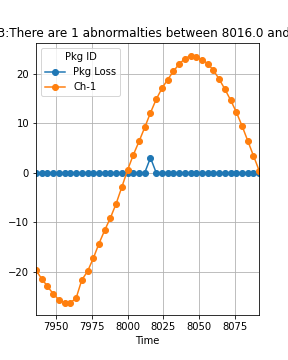 3:There are 1 abnormalties between 8016.0 and
Pkg ID
Pkg Loss
Ch-1
20
10
0
−10
−20
7950 7975 8000 8025 8050 8075
Time